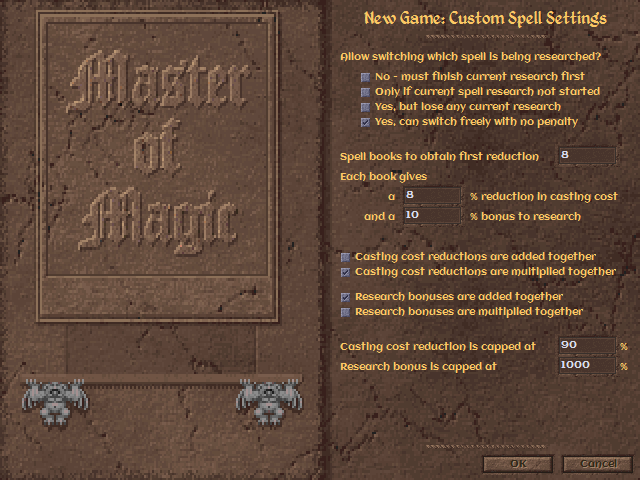 Master
of
Magic
New Game: Custom Spell Settings
Allow switching which spell is being researched?
No - must finish current research first
Only if current spell research not started
Yes, but lose any current research
Yes, can switch freely with no penalty
Spell books to obtain first reduction 8
Each book gives
a 8 % reduction in casting cost
and a 10 % bonus to research
Casting cost reductions are added together
Casting cost reductions are multiplied together
Research bonuses are added together
Research bonuses are multiplied together
Casting cost reduction is capped at 90 %
Research bonus is capped at 1000 %
OK Cancel